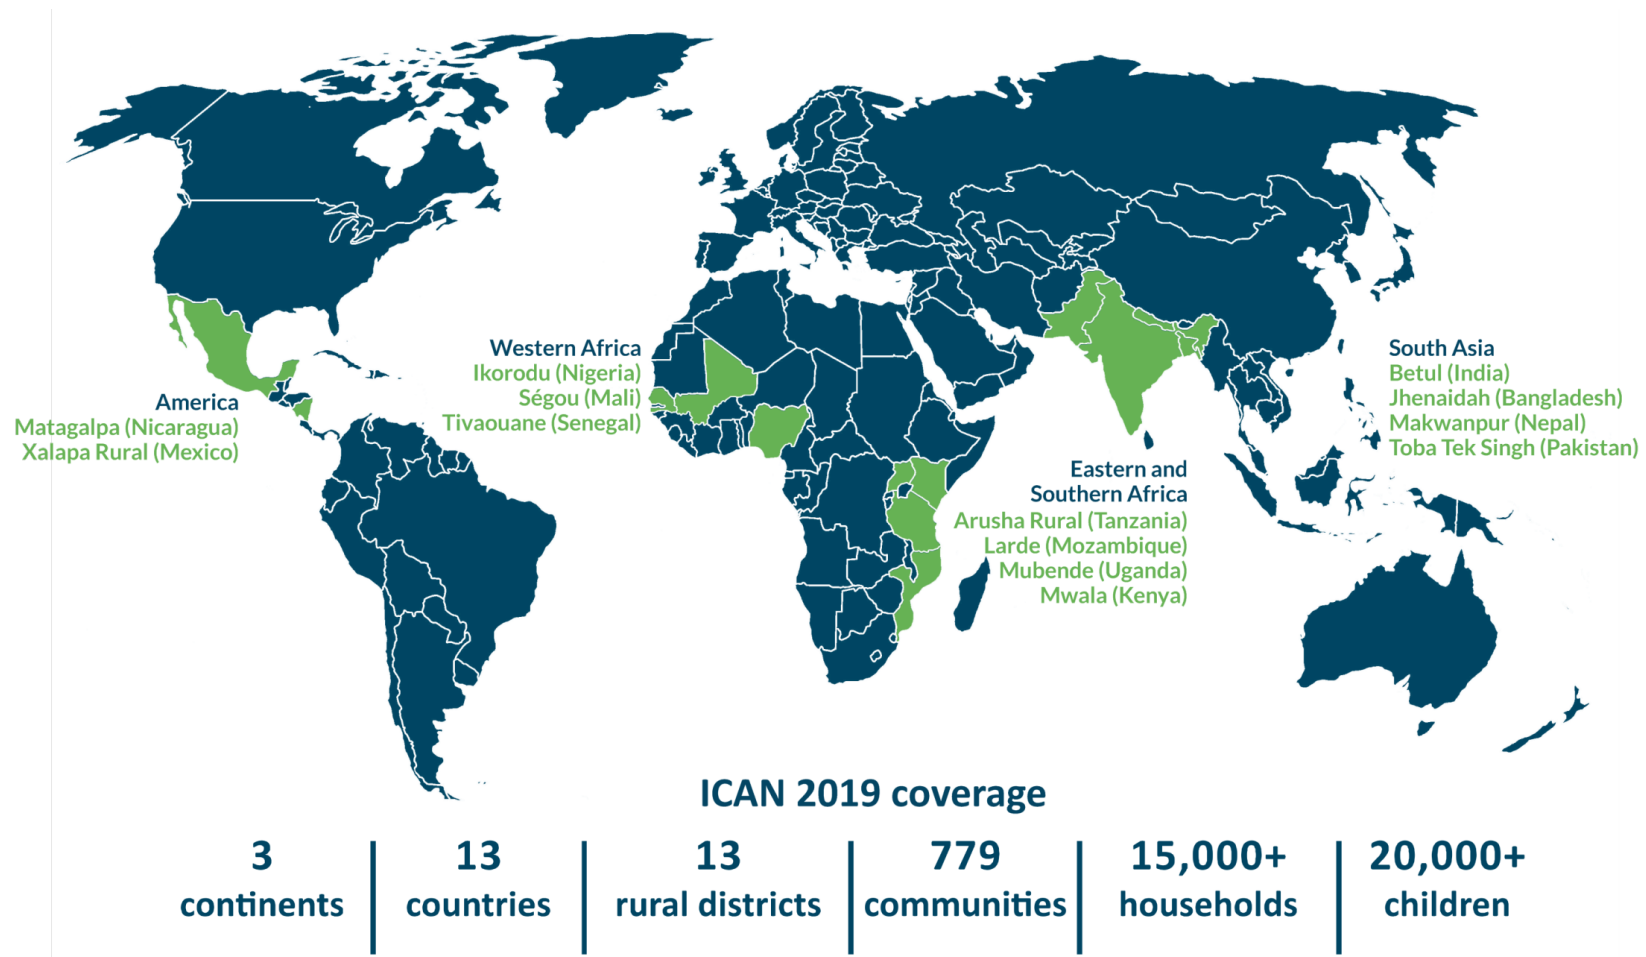 America
Matagalpa (Nicaragua)
Xalapa Rural (Mexico)
Western Africa
Ikorodu (Nigeria)
Ségou (Mali)
Tivaouane (Senegal)
Eastern and
Southern Africa
Arusha Rural (Tanzania)
Larde (Mozambique)
Mubende (Uganda)
Mwala (Kenya)
South Asia
Betul (India)
Jhenaidah (Bangladesh)
Makwanpur (Nepal)
Toba Tek Singh (Pakistan)
ICAN 2019 coverage
3
continents
13
countries
13
rural districts
779
communities
15,000+
households
20,000+
children